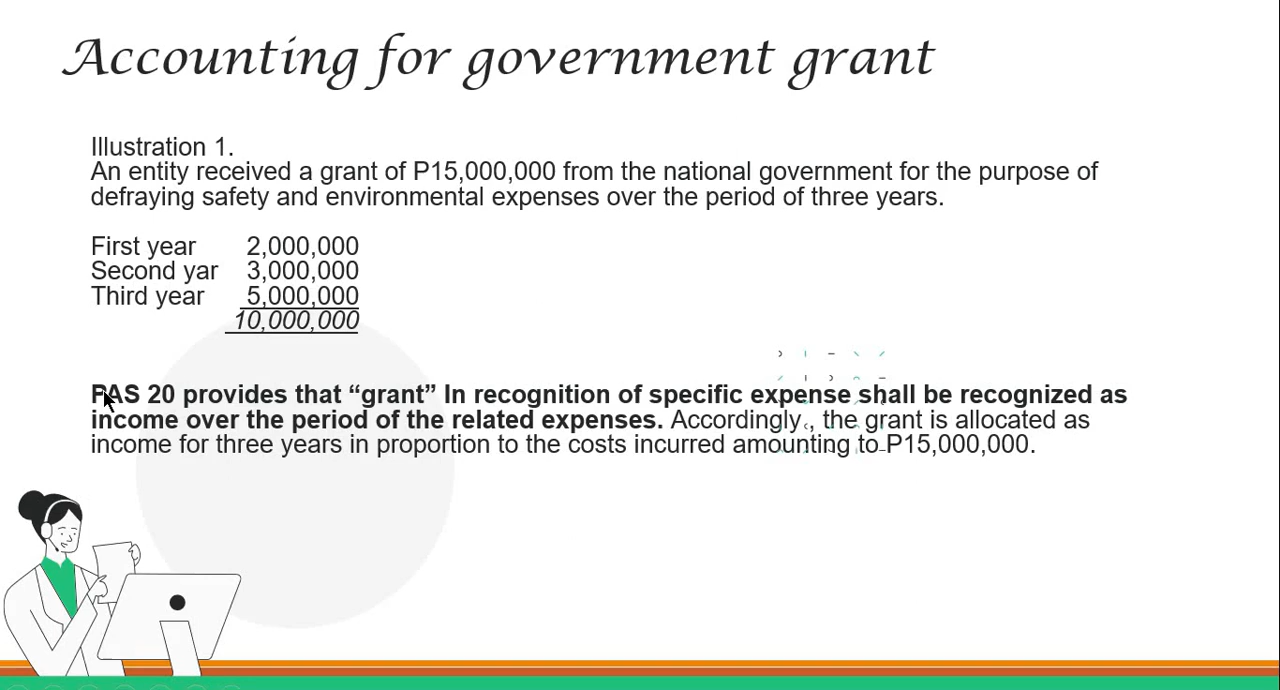 Accounting for government grant
Illustration 1.
An entity received a grant of P15,000,000 from the national government for the purpose of
defraying safety and environmental expenses over the period of three years.
First year 2,000,000
Second yar 3,000,000
Third year 5,000,000
10,000,000
PAS 20 provides that “grant” In recognition of specific expense shall be recognized as
income over the period of the related expenses. Accordingly , the grant is allocated as
income for three years in proportion to the costs incurred amounting to P15,000,000.